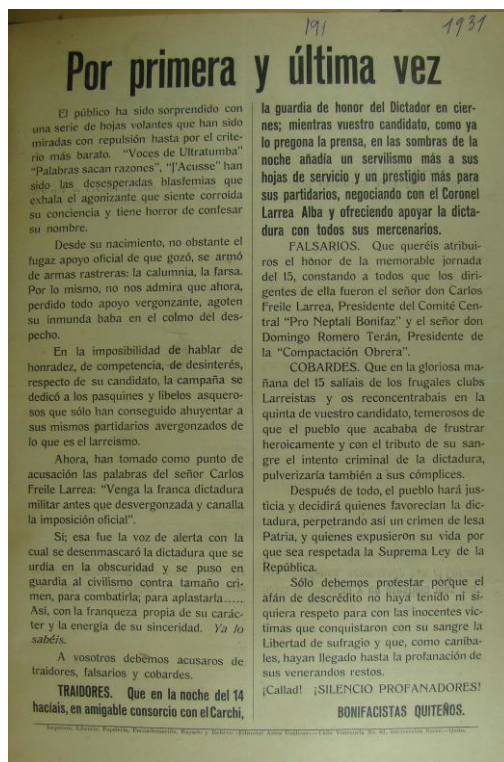 191
1931
Por primera y última vez
El público ha sido sorprendido con
una serie de hojas volantes que han sido
miradas con repulsión hasta por el crite-
rio más barato. "Voces de Ultratumba"
"Palabras sacan razones", "J'Acusse" han
sido las desesperadas blasfemias que
exhala el agonizante que siente corroída
su conciencia y tiene horror de confesar
su nombre.
Desde su nacimiento, no obstante el
fugaz apoyo oficial de que gozó, se armó
de armas rastreras: la calumnia, la farsa.
Por lo mismo, no nos admira que ahora,
perdido todo apoyo vergonzante, agoten
su inmunda baba en el colmo del des-
pecho.
En la imposibilidad de hablar de
honradez, de competencia, de desinterés,
respecto de su candidato, la campaña se
dedicó a los pasquines y libelos asquero-
sos que sólo han conseguido ahuyentar a
sus mismos partidarios avergonzados de
lo que es el larreismo.
Ahora, han tomado como punto de
acusación las palabras del señor Carlos
Freile Larrea: "Venga la franca dictadura
militar antes que desvergonzada y canalla
la imposición oficial".
Si; esa fue la voz de alerta con la
cual se desenmascaró la dictadura que se
urdía en la obscuridad y se puso en
guardia al civilismo contra tamaño cri-
men, para combatirla; para aplastarla.....
Así, con la franqueza propia de su carác-
ter y la energía de su sinceridad. Ya lo
sabéis.
A vosotros debemos acusaros de
traidores, falsarios y cobardes.
TRAIDORES. Que en la noche del 14
hacíais, en amigable consorcio con el Carchi,
la guardia de honor del Dictador en cier-
nes; mientras vuestro candidato, como ya
lo pregona la prensa, en las sombras de la
noche añadía un servilismo más a sus
hojas de servicio y un prestigio más para
sus partidarios, negociando con el Coronel
Larrea Alba y ofreciendo apoyar la dicta-
dura con todos sus mercenarios.
FALSARIOS. Que queréis atribui-
ros el honor de la memorable jornada
del 15, constando a todos que los diri-
gentes de ella fueron el señor don Carlos
Freile Larrea, Presidente del Comité Cen-
tral "Pro Neptalí Bonifaz" y el señor don
Domingo Romero Terán, Presidente de
la "Compactación Obrera".
COBARDES. Que en la gloriosa ma-
ñana del 15 salíais de los frugales clubs
Larreistas y os reconcentrabais en la
quinta de vuestro candidato, temerosos de
que el pueblo que acababa de frustrar
heroicamente y con el tributo de su san-
gre el intento criminal de la dictadura,
pulverizaría también a sus cómplices.
Después de todo, el pueblo hará jus-
ticia y decidirá quienes favorecían la dic-
tadura, perpetrando así un crimen de lesa
Patria, y quienes expusieron su vida por
que sea respetada la Suprema Ley de la
República.
Sólo debemos protestar porque el
afán de descrédito no haya tenido ni si-
quiera respeto para con las inocentes víc-
timas que conquistaron con su sangre la
Libertad de sufragio y que, como caníba-
les, hayan llegado hasta la profanación de
sus venerandos restos.
¡Callad! ¡SILENCIO PROFANADORES!
BONIFACISTAS QUITEÑOS.
Imprenta, Librería, Papelería, Encuadernación, Rayado y Relieve